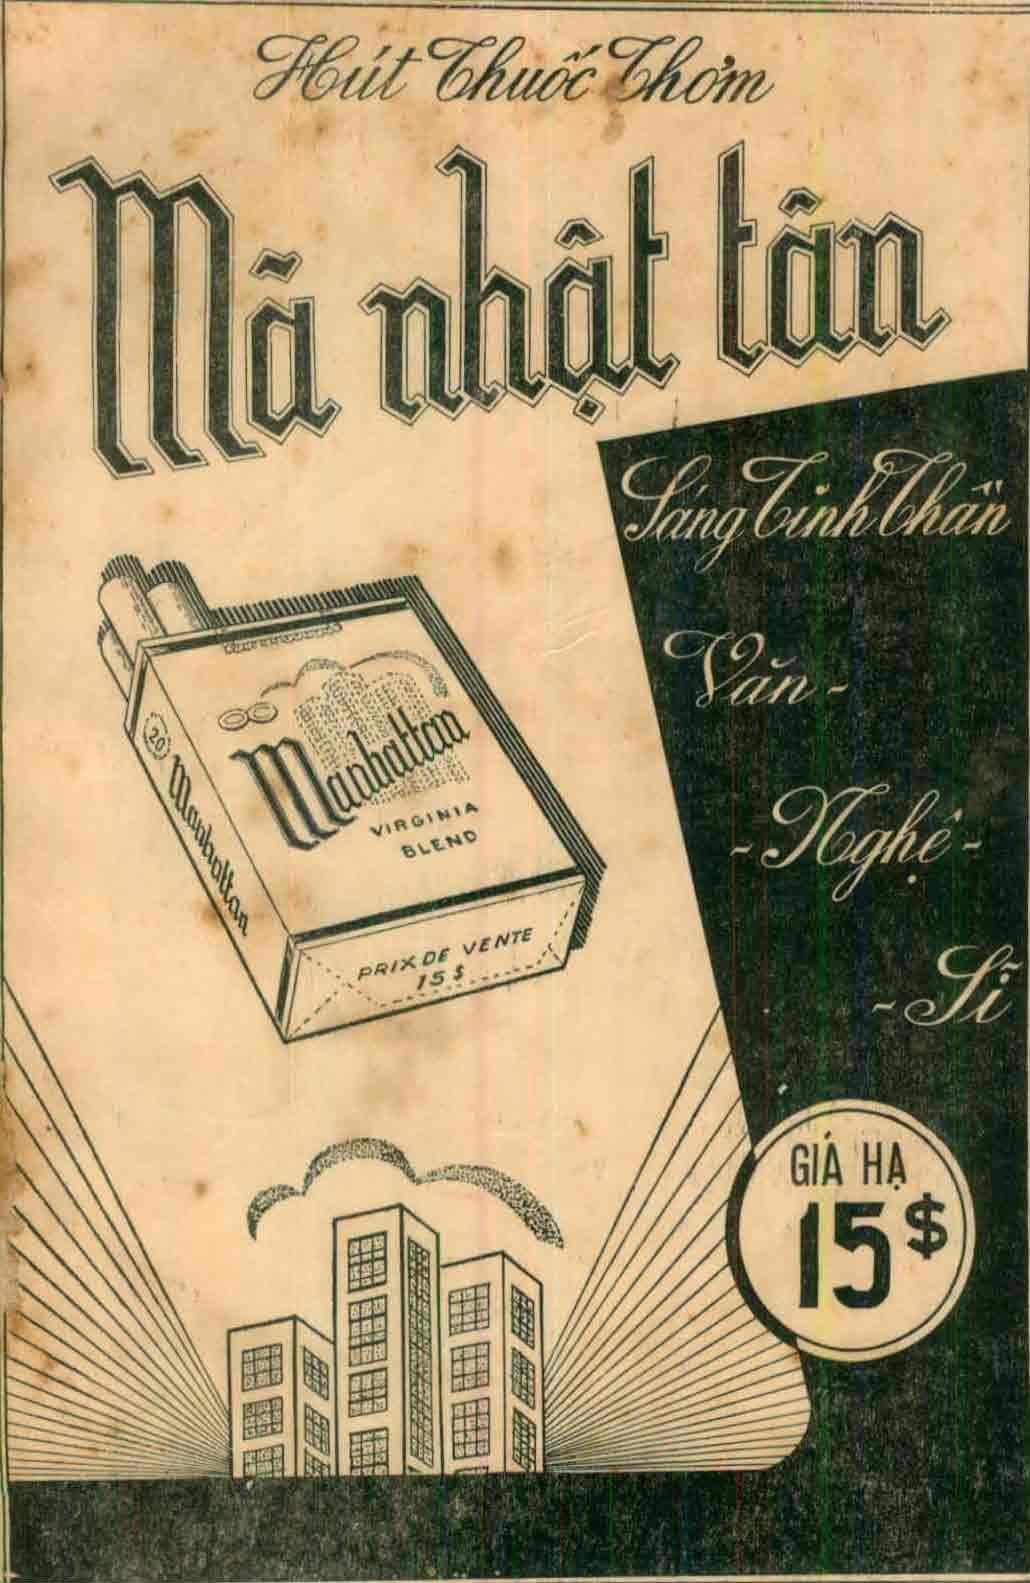 Hút Thuốc Thơm
Mã nhật tân
Sáng Tinh Thần
Văn -
- Nghệ -
- Sĩ
20
Manhattan
Manhattan
VIRGINIA
BLEND
PRIX DE VENTE
15 $
GIÁ HẠ
15 $